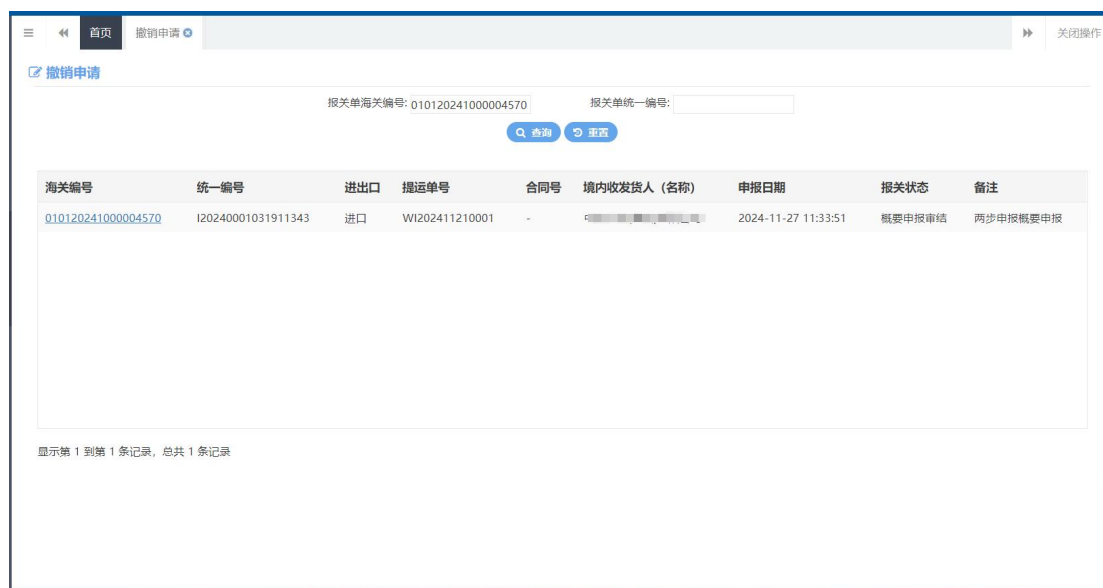 首页 撤销申请 关闭操作
撤销申请
报关单海关编号: 010120241000004570 报关单统一编号:
查询 重置
海关编号 统一编号 进出口 提运单号 合同号 境内收发货人（名称） 申报日期 报关状态 备注
010120241000004570 I20240001031911343 进口 WI202411210001 - 2024-11-27 11:33:51 概要申报审结 两步申报概要申报
显示第 1 到第 1 条记录，总共 1 条记录